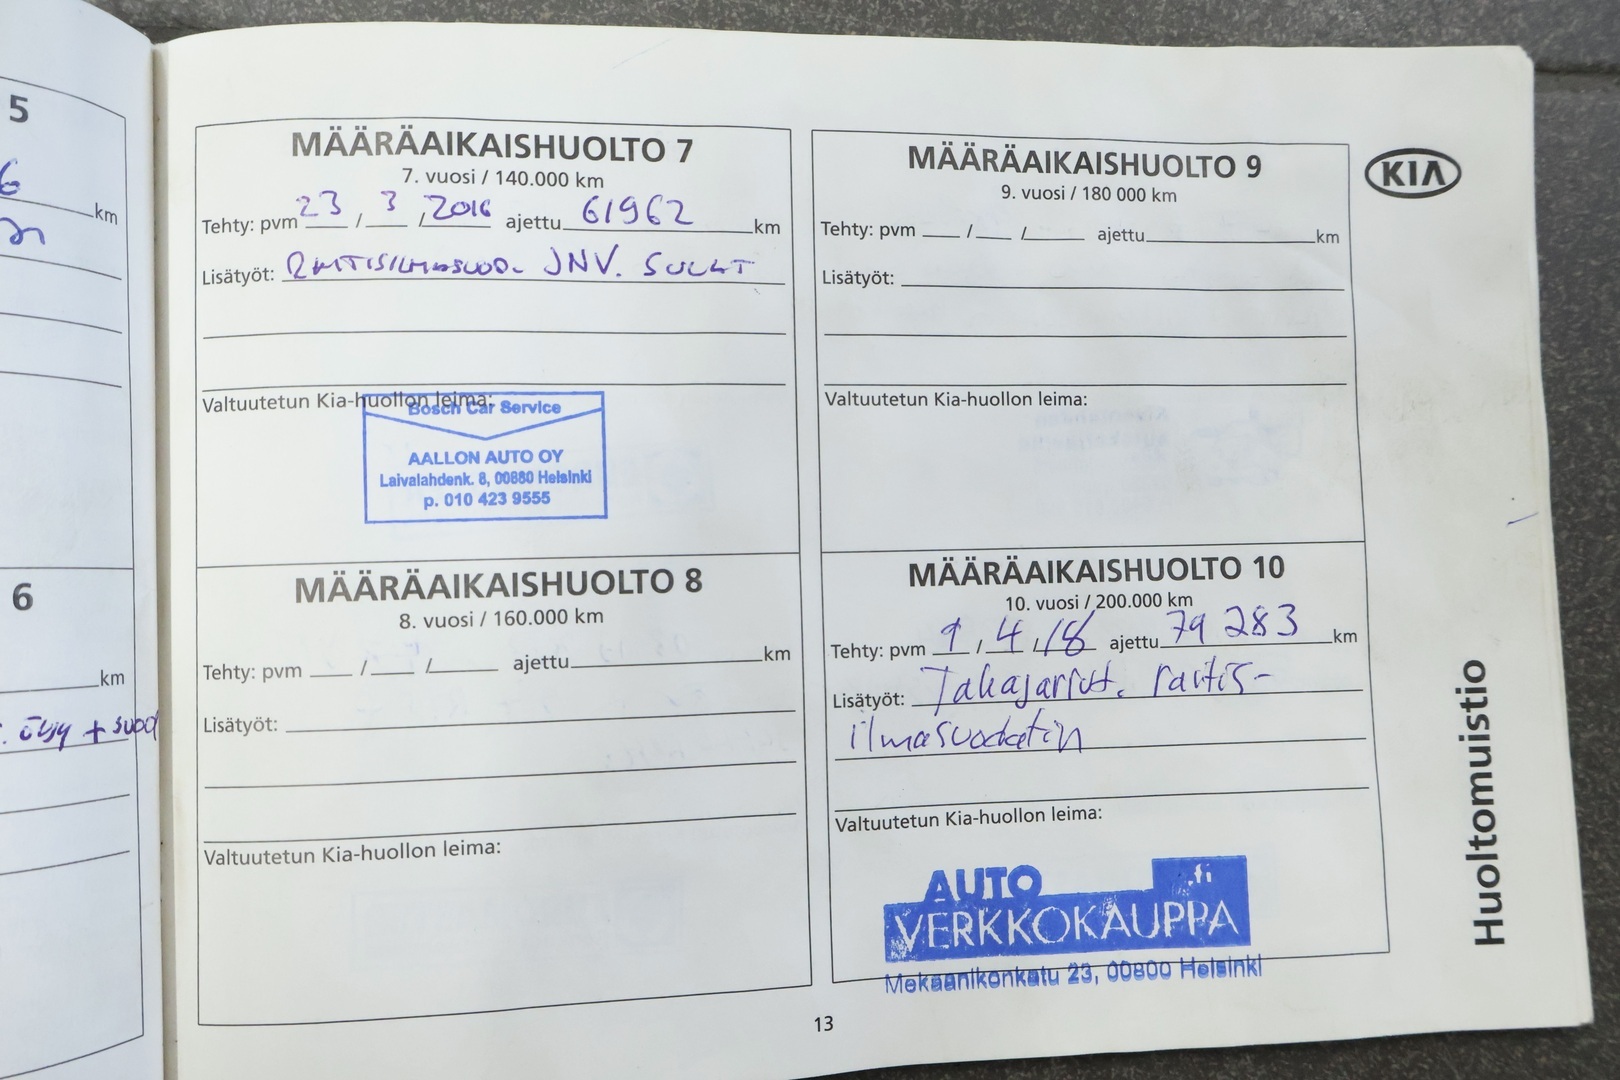 5
6
km
6
km
öljy + suod
MÄÄRÄAIKAISHUOLTO 7
7. vuosi / 140.000 km
Tehty: pvm 23 / 3 / 2016 ajettu 61962 km
Lisätyöt: RAITISILMASUOD. JNV. SULAT
Valtuutetun Kia-huollon leima:
Bosch Car Service
AALLON AUTO OY
Laivalahdenk. 8, 00880 Helsinki
p. 010 423 9555
MÄÄRÄAIKAISHUOLTO 8
8. vuosi / 160.000 km
Tehty: pvm / / ajettu km
Lisätyöt:
Valtuutetun Kia-huollon leima:
MÄÄRÄAIKAISHUOLTO 9
9. vuosi / 180 000 km
Tehty: pvm / / ajettu km
Lisätyöt:
Valtuutetun Kia-huollon leima:
MÄÄRÄAIKAISHUOLTO 10
10. vuosi / 200.000 km
Tehty: pvm 9 / 4 / 18 ajettu 79 283 km
Lisätyöt: Takajarrut. raitis-
ilmasuodatin
Valtuutetun Kia-huollon leima:
AUTO .fi
VERKKOKAUPPA
Mekaanikonkatu 23, 00800 Helsinki
KIA
Huoltomuistio
13